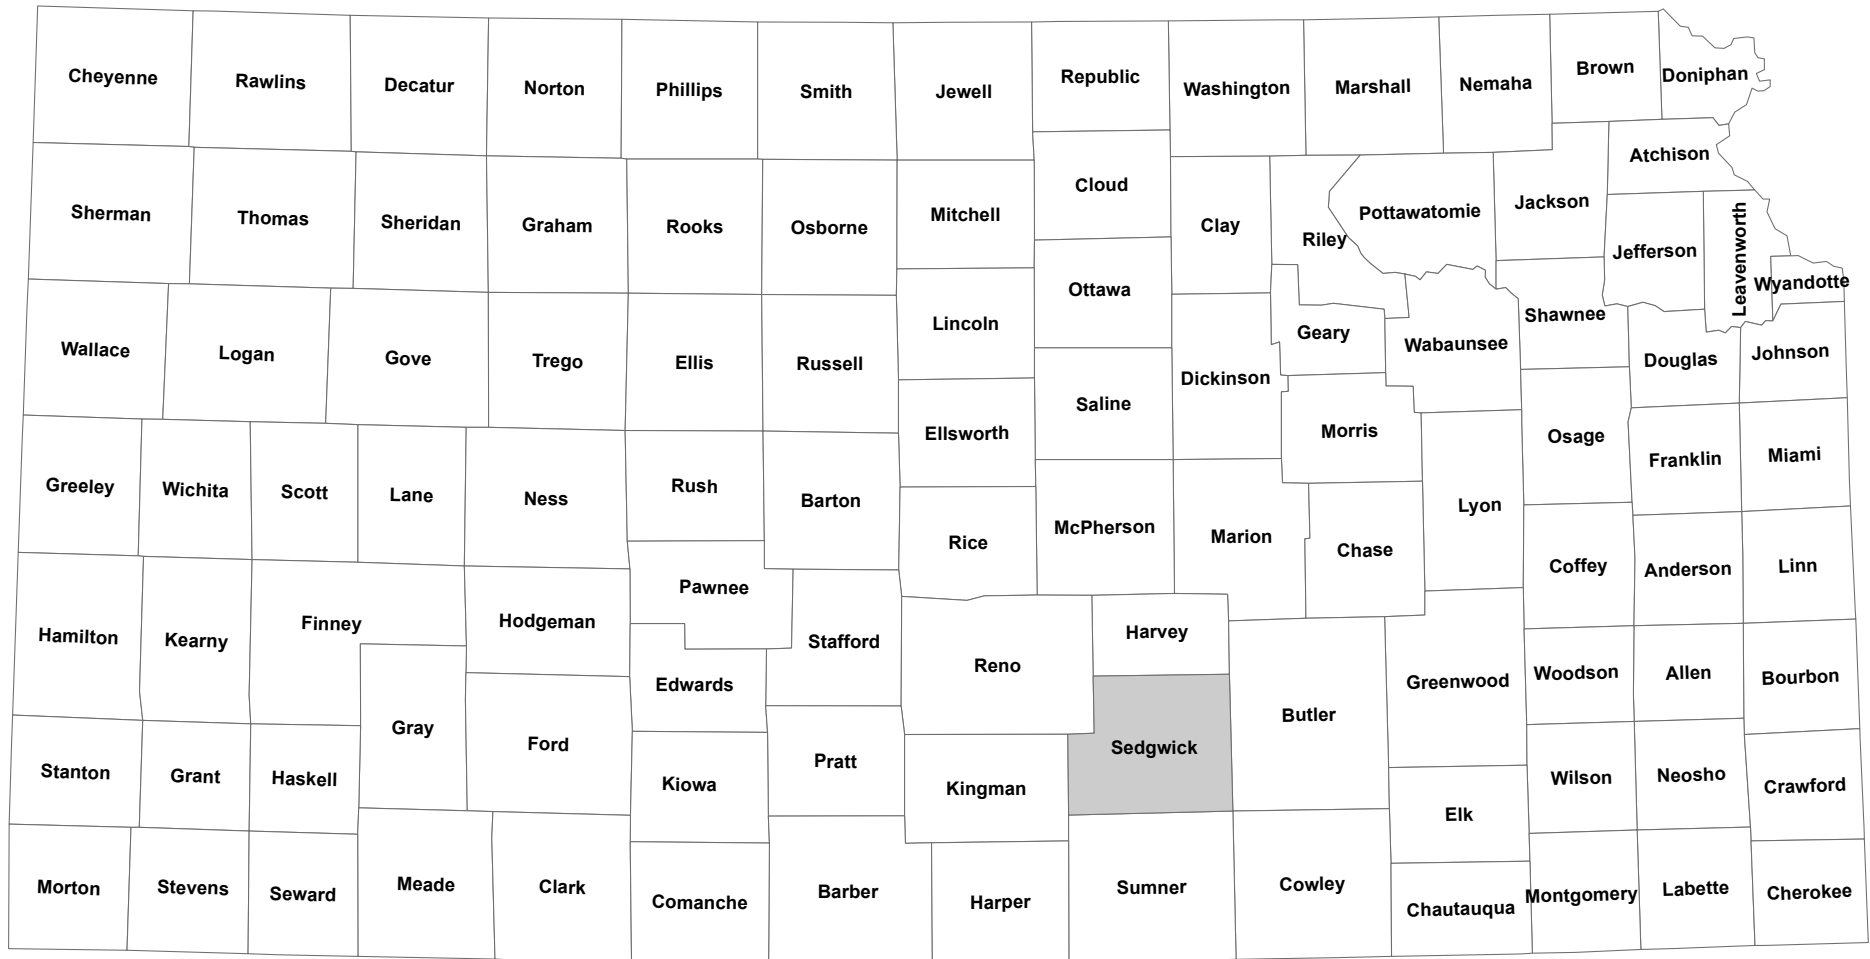 Cheyenne
Rawlins
Decatur
Norton
Phillips
Smith
Jewell
Republic
Washington
Marshall
Nemaha
Brown
Doniphan
Sherman
Thomas
Sheridan
Graham
Rooks
Osborne
Mitchell
Cloud
Clay
Riley
Pottawatomie
Jackson
Atchison
Jefferson
Leavenworth
Wyandotte
Wallace
Logan
Gove
Trego
Ellis
Russell
Lincoln
Ottawa
Dickinson
Geary
Wabaunsee
Shawnee
Douglas
Johnson
Greeley
Wichita
Scott
Lane
Ness
Rush
Barton
Ellsworth
Saline
Morris
Lyon
Osage
Franklin
Miami
Rice
McPherson
Marion
Chase
Coffey
Anderson
Linn
Hamilton
Kearny
Finney
Hodgeman
Pawnee
Stafford
Reno
Harvey
Edwards
Gray
Ford
Sedgwick
Butler
Greenwood
Woodson
Allen
Bourbon
Stanton
Grant
Haskell
Kiowa
Pratt
Kingman
Elk
Wilson
Neosho
Crawford
Morton
Stevens
Seward
Meade
Clark
Comanche
Barber
Harper
Sumner
Cowley
Chautauqua
Montgomery
Labette
Cherokee